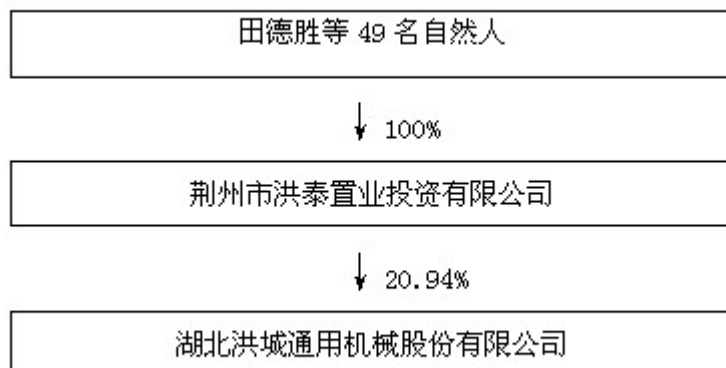 田德胜等 49 名自然人
100%
荆州市洪泰置业投资有限公司
20.94%
湖北洪城通用机械股份有限公司